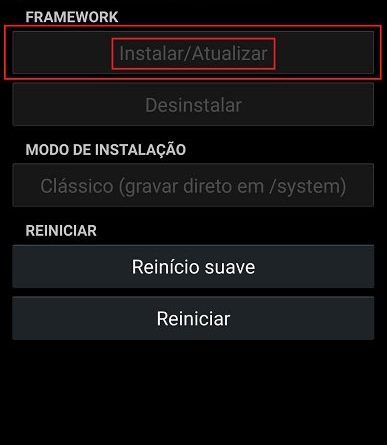 FRAMEWORK
Instalar/Atualizar
Desinstalar
MODO DE INSTALAÇÃO
Clássico (gravar direto em /system)
REINICIAR
Reinício suave
Reiniciar